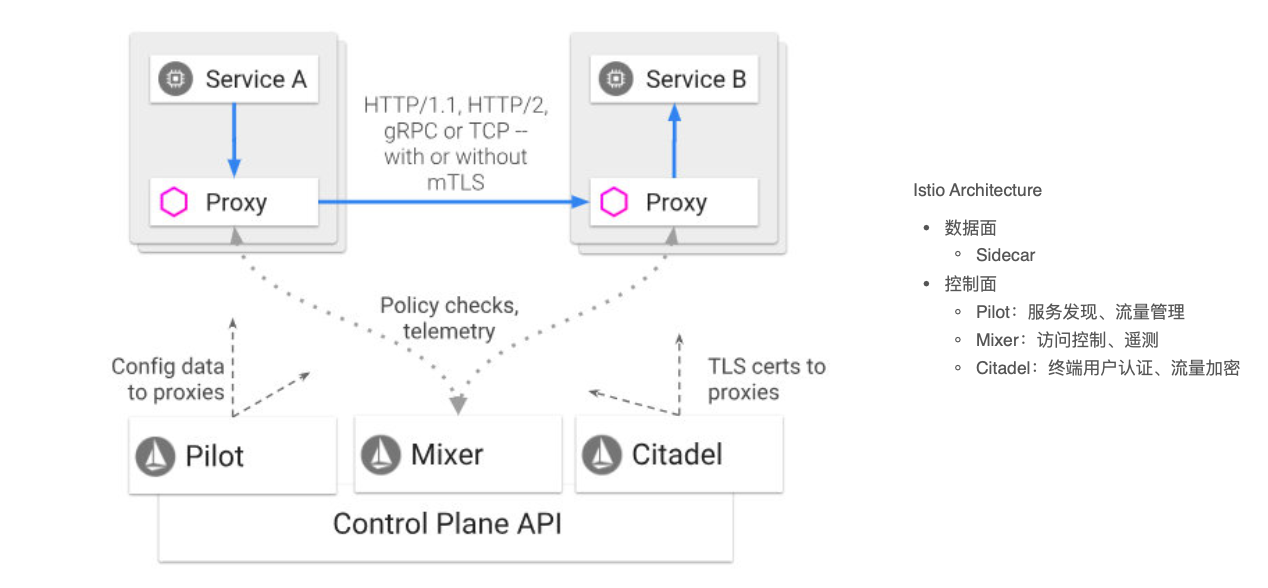 Service A
Service B
HTTP/1.1, HTTP/2,
gRPC or TCP --
with or without
mTLS
Proxy
Proxy
Policy checks,
telemetry
Config data
to proxies
TLS certs to
proxies
Pilot
Mixer
Citadel
Control Plane API
Istio Architecture
数据面
Sidecar
控制面
Pilot：服务发现、流量管理
Mixer：访问控制、遥测
Citadel：终端用户认证、流量加密